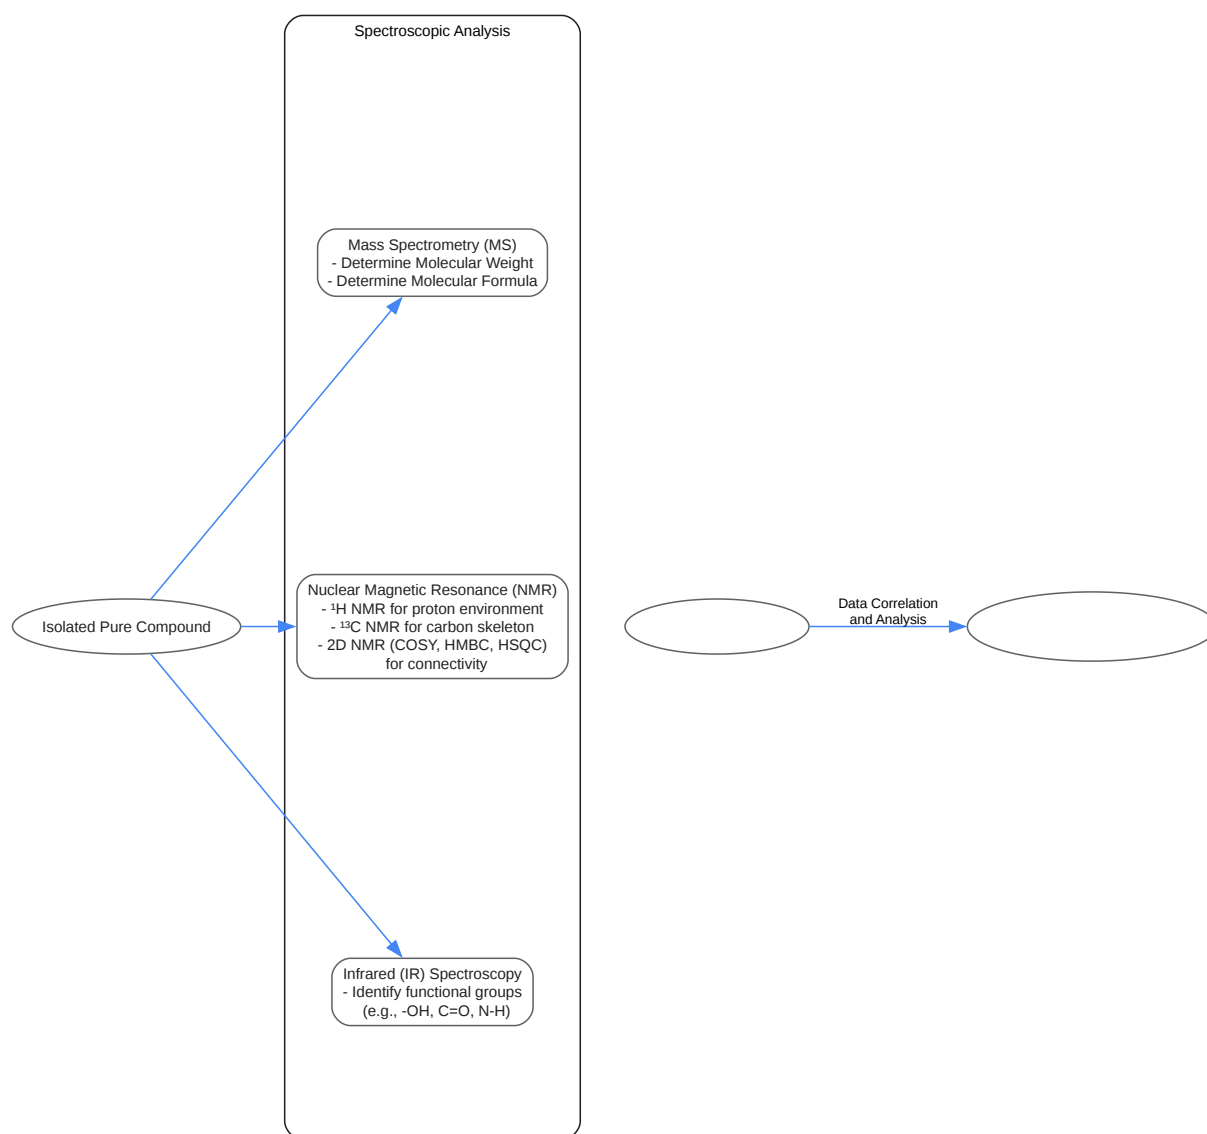 Spectroscopic Analysis
Mass Spectrometry (MS)
- Determine Molecular Weight
- Determine Molecular Formula
Nuclear Magnetic Resonance (NMR)
- ¹H NMR for proton environment
- ¹³C NMR for carbon skeleton
- 2D NMR (COSY, HMBC, HSQC)
for connectivity
Isolated Pure Compound
Data Correlation
and Analysis
Infrared (IR) Spectroscopy
- Identify functional groups
(e.g., -OH, C=O, N-H)